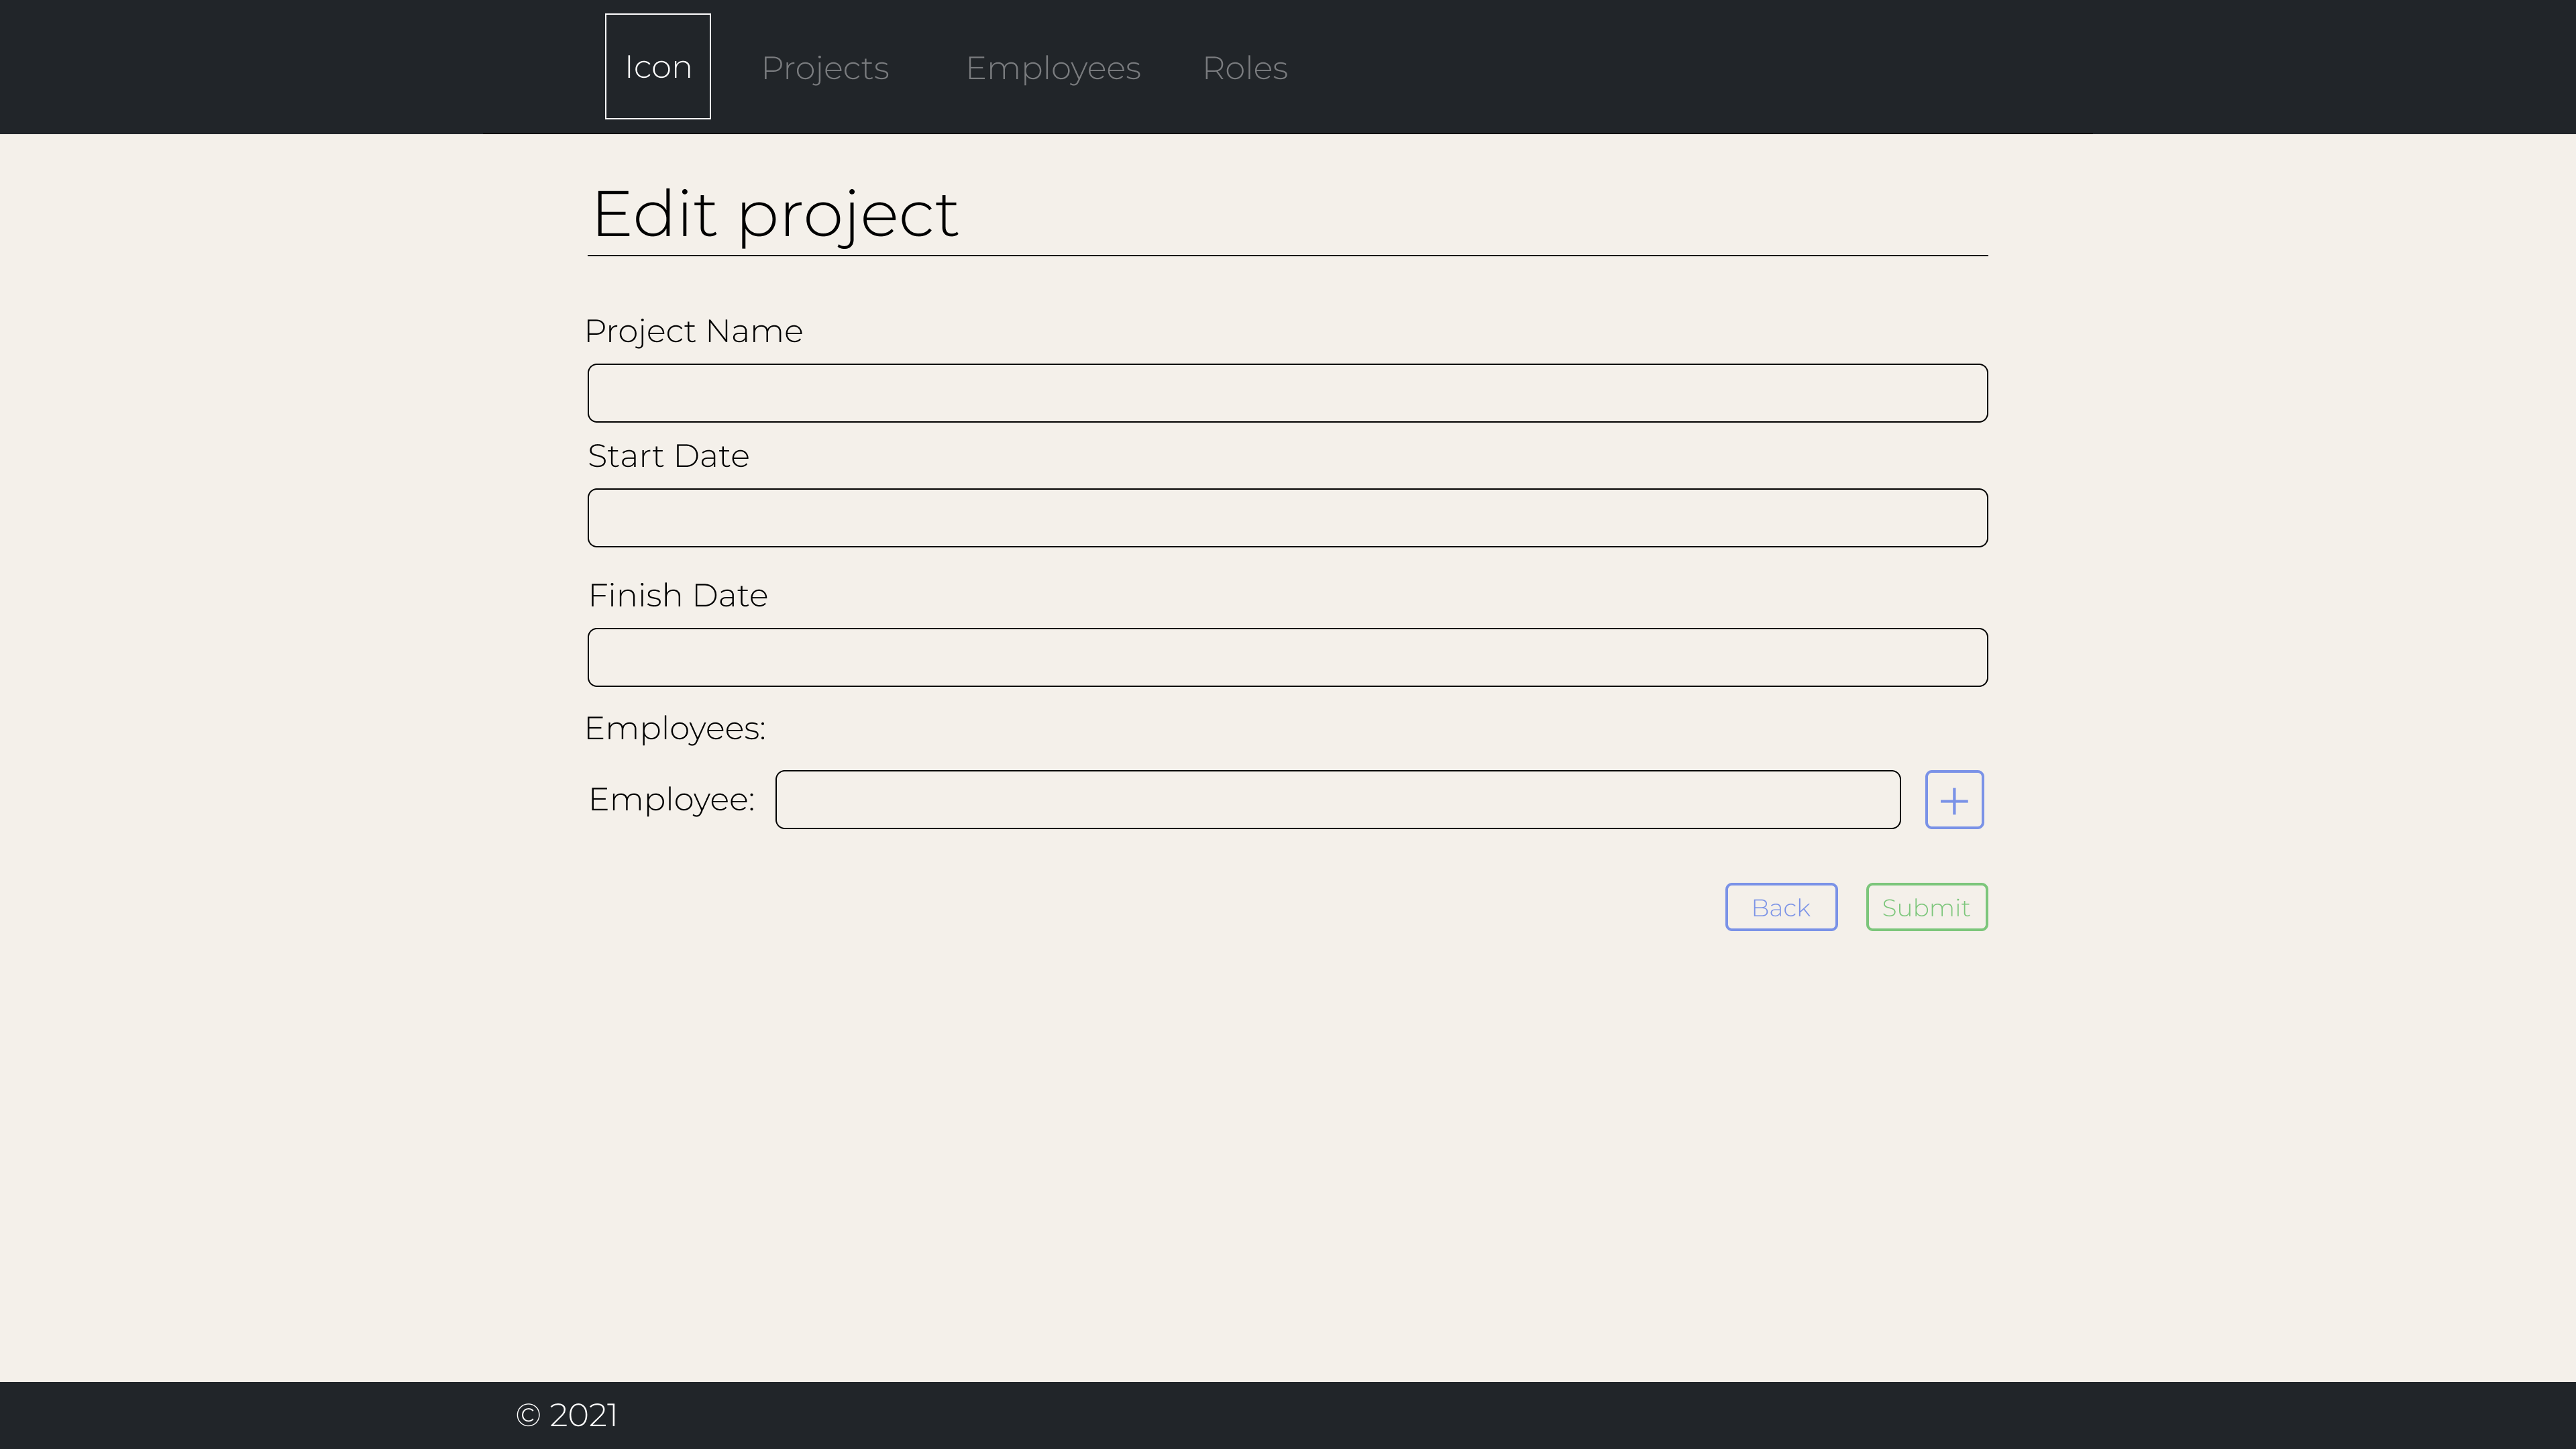 Icon Projects Employees Roles
Edit project
Project Name
Start Date
Finish Date
Employees:
Employee: +
Back Submit
© 2021